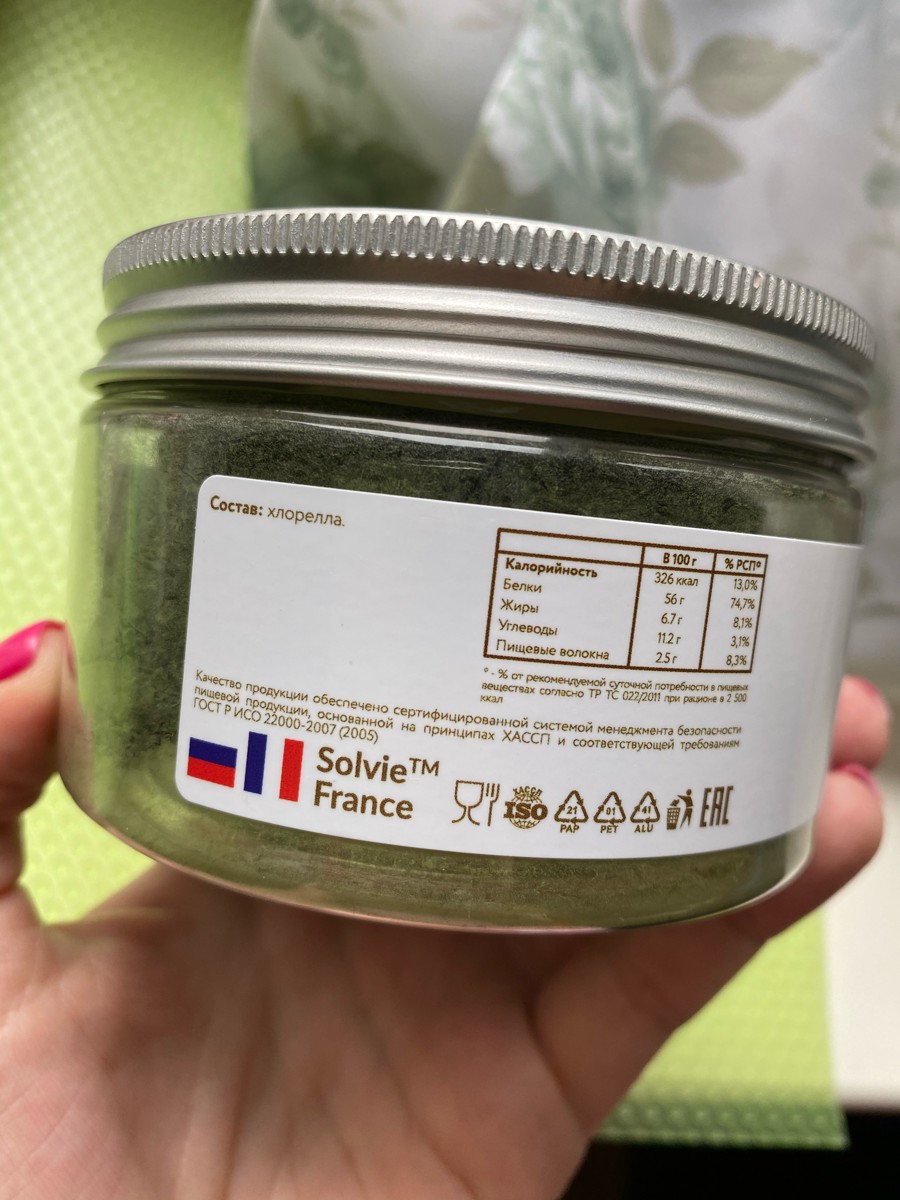 Состав: хлорелла.
В 100 г % РСП*
Калорийность 326 ккал 13,0%
Белки 56 г 74,7%
Жиры 6.7 г 8,1%
Углеводы 11.2 г 3,1%
Пищевые волокна 2.5 г 8,3%
* - % от рекомендуемой суточной потребности в пищевых
веществах согласно ТР ТС 022/2011 при рационе в 2 500
ккал
Качество продукции обеспечено сертифицированной системой менеджмента безопасности
пищевой продукции, основанной на принципах ХАССП и соответствующей требованиям
ГОСТ Р ИСО 22000-2007 (2005)
Solvie™
France
ХАССП
ISO
21
PAP
01
PET
41
ALU
EAC